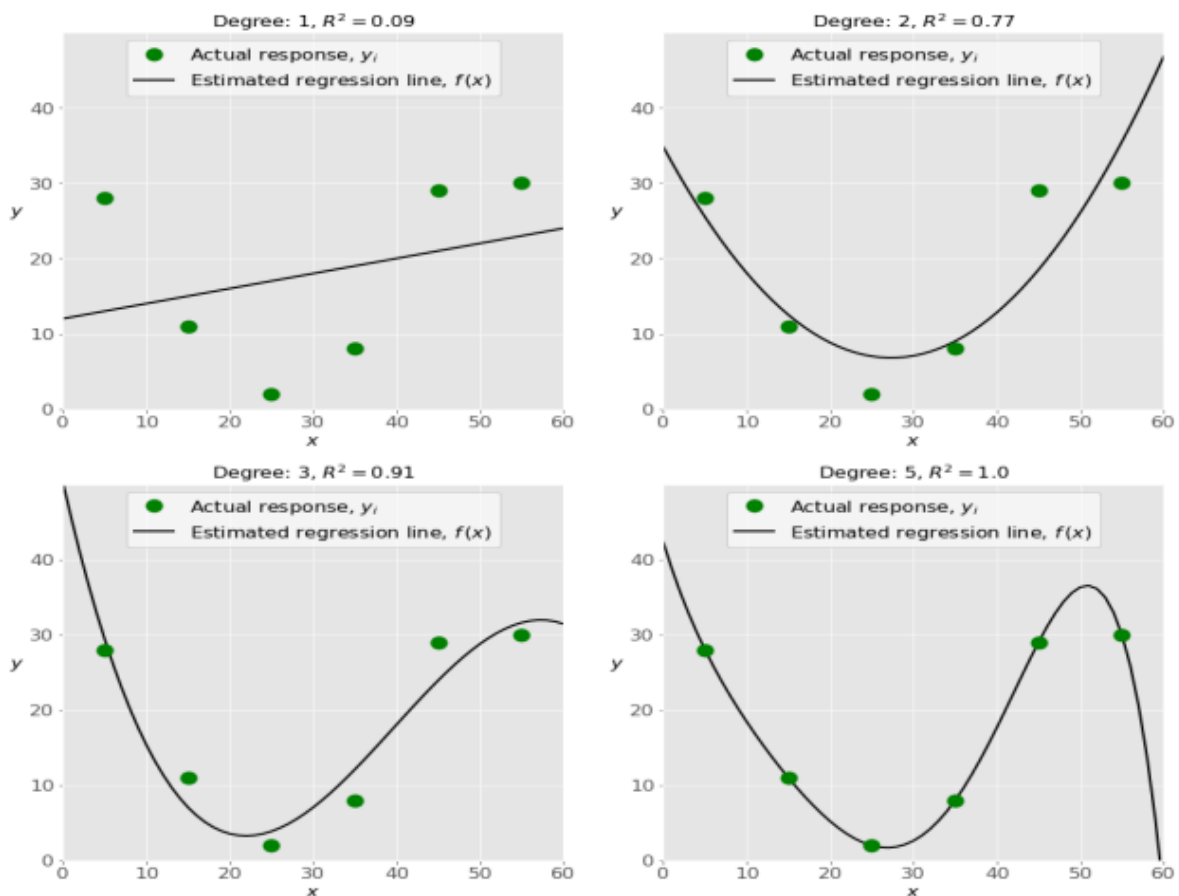 Degree: 1, R² = 0.09
Actual response, yᵢ
Estimated regression line, f(x)
40
30
y
20
10
0
0 10 20 30 40 50 60
x
Degree: 2, R² = 0.77
Actual response, yᵢ
Estimated regression line, f(x)
40
30
y
20
10
0
0 10 20 30 40 50 60
x
Degree: 3, R² = 0.91
Actual response, yᵢ
Estimated regression line, f(x)
40
30
y
20
10
0
0 10 20 30 40 50 60
x
Degree: 5, R² = 1.0
Actual response, yᵢ
Estimated regression line, f(x)
40
30
y
20
10
0
0 10 20 30 40 50 60
x